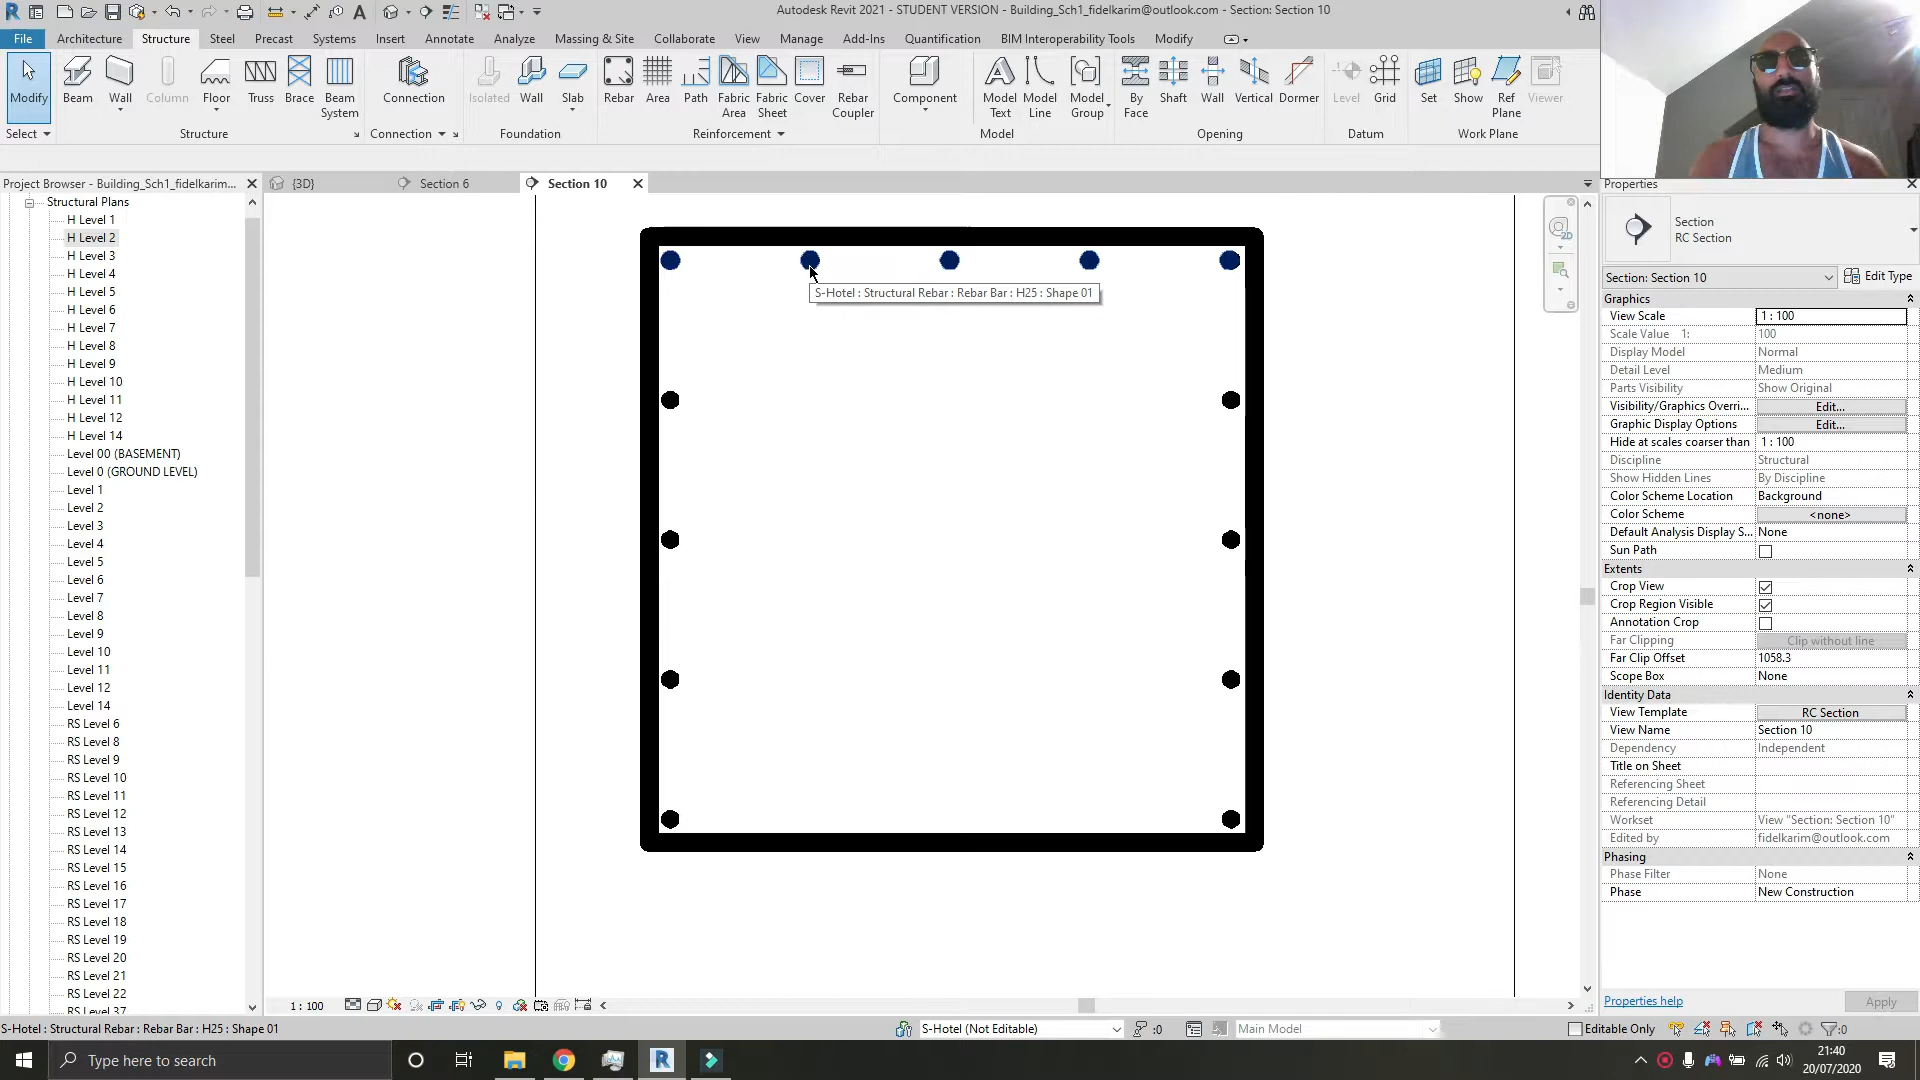 Autodesk Revit 2021 - STUDENT VERSION - Building_Sch1_fidelkarim@outlook.com - Section: Section 10
File Architecture Structure Steel Precast Systems Insert Annotate Analyze Massing & Site Collaborate View Manage Add-Ins Quantification BIM Interoperability Tools Modify
Modify Beam Wall Column Floor Truss Brace Beam System Connection Isolated Wall Slab Rebar Area Path Fabric Area Fabric Sheet Cover Rebar Coupler Component Model Text Model Line Model Group By Face Shaft Wall Vertical Dormer Level Grid Set Show Ref Plane Viewer
Select Structure Connection Foundation Reinforcement Model Opening Datum Work Plane
Project Browser - Building_Sch1_fidelkarim...
{3D} Section 6 Section 10
Structural Plans
H Level 1
H Level 2
H Level 3
H Level 4
H Level 5
H Level 6
H Level 7
H Level 8
H Level 9
H Level 10
H Level 11
H Level 12
H Level 14
Level 00 (BASEMENT)
Level 0 (GROUND LEVEL)
Level 1
Level 2
Level 3
Level 4
Level 5
Level 6
Level 7
Level 8
Level 9
Level 10
Level 11
Level 12
Level 14
RS Level 6
RS Level 8
RS Level 9
RS Level 10
RS Level 11
RS Level 12
RS Level 13
RS Level 14
RS Level 15
RS Level 16
RS Level 17
RS Level 18
RS Level 19
RS Level 20
RS Level 21
RS Level 22
RS Level 37
S-Hotel : Structural Rebar : Rebar Bar : H25 : Shape 01
2D
Properties
Section
RC Section
Section: Section 10 Edit Type
Graphics
View Scale 1 : 100
Scale Value 1: 100
Display Model Normal
Detail Level Medium
Parts Visibility Show Original
Visibility/Graphics Overri... Edit...
Graphic Display Options Edit...
Hide at scales coarser than 1 : 100
Discipline Structural
Show Hidden Lines By Discipline
Color Scheme Location Background
Color Scheme <none>
Default Analysis Display S... None
Sun Path
Extents
Crop View
Crop Region Visible
Annotation Crop
Far Clipping Clip without line
Far Clip Offset 1058.3
Scope Box None
Identity Data
View Template RC Section
View Name Section 10
Dependency Independent
Title on Sheet
Referencing Sheet
Referencing Detail
Workset View "Section: Section 10"
Edited by fidelkarim@outlook.com
Phasing
Phase Filter None
Phase New Construction
Properties help Apply
1 : 100
S-Hotel : Structural Rebar : Rebar Bar : H25 : Shape 01
S-Hotel (Not Editable) :0 Main Model Editable Only :0
Type here to search
21:40
20/07/2020